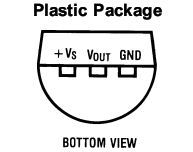 Plastic Package
+VS VOUT GND
BOTTOM VIEW